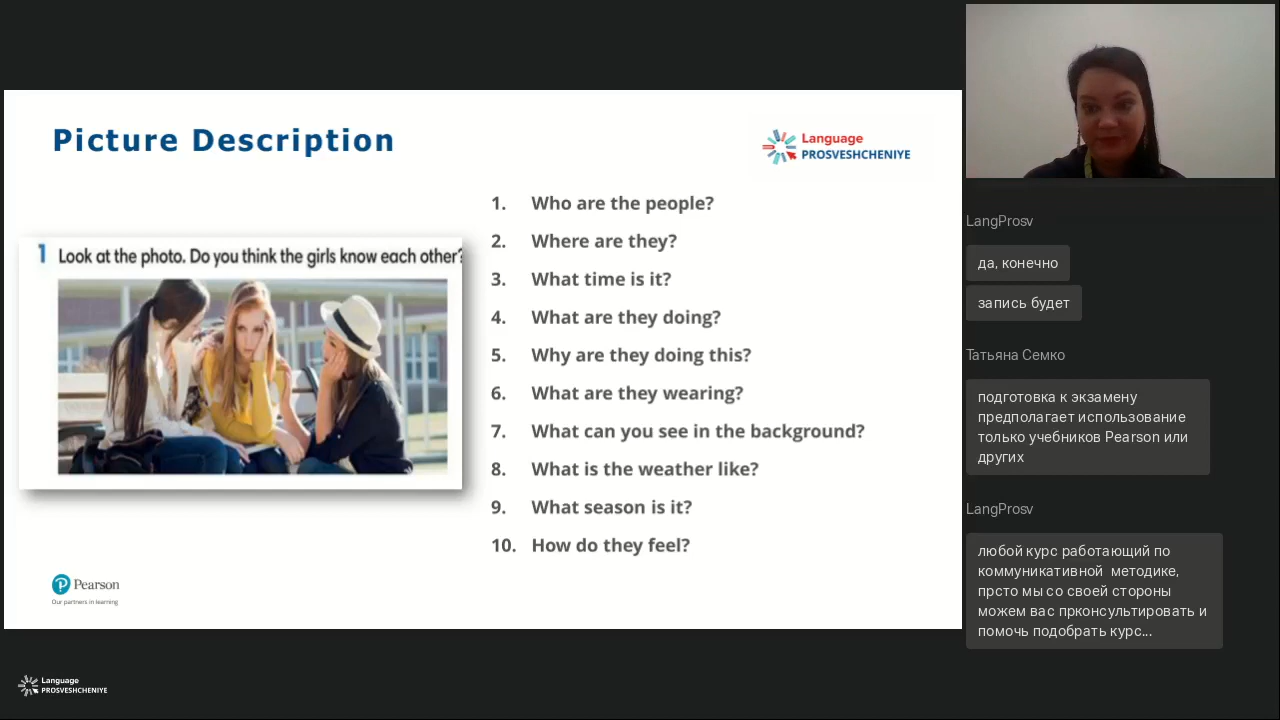 Picture Description
Language
PROSVESHCHENIYE
1 Look at the photo. Do you think the girls know each other?
1. Who are the people?
2. Where are they?
3. What time is it?
4. What are they doing?
5. Why are they doing this?
6. What are they wearing?
7. What can you see in the background?
8. What is the weather like?
9. What season is it?
10. How do they feel?
Pearson
Our partners in learning
Language
PROSVESHCHENIYE
LangProsv
да, конечно
запись будет
Татьяна Семко
подготовка к экзамену
предполагает использование
только учебников Pearson или
других
LangProsv
любой курс работающий по
коммуникативной методике,
прсто мы со своей стороны
можем вас прконсультировать и
помочь подобрать курс...